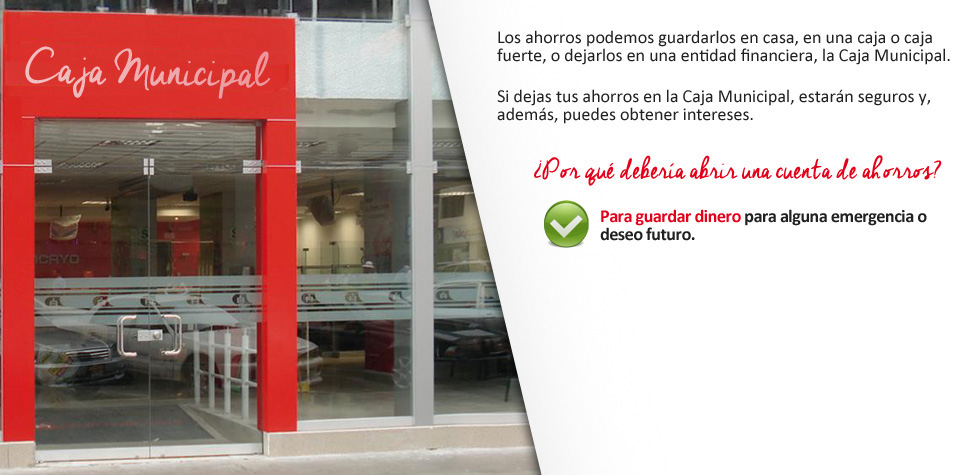 Caja Municipal
Los ahorros podemos guardarlos en casa, en una caja o caja
fuerte, o dejarlos en una entidad financiera, la Caja Municipal.
Si dejas tus ahorros en la Caja Municipal, estarán seguros y,
además, puedes obtener intereses.
¿Por qué debería abrir una cuenta de ahorros?
Para guardar dinero para alguna emergencia o
deseo futuro.